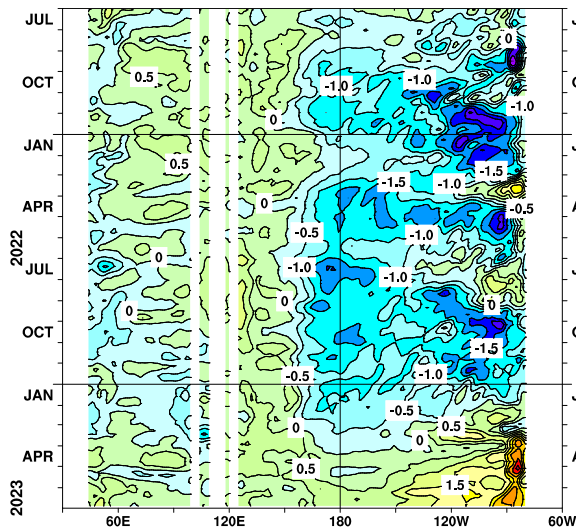 JUL 0 J
OCT 0.5 -1.0 -1.0
0 -1.0
JAN J
0.5 -1.5
-1.5 -1.0
APR 0 -0.5 A
-0.5 -1.0
2022
0
JUL -1.0 -1.0 J
0 0
0
OCT
-1.5
-0.5 -1.0
JAN J
-0.5
0 0 0.5
APR 0.5 A
1.5
2023
60E 120E 180 120W 60W